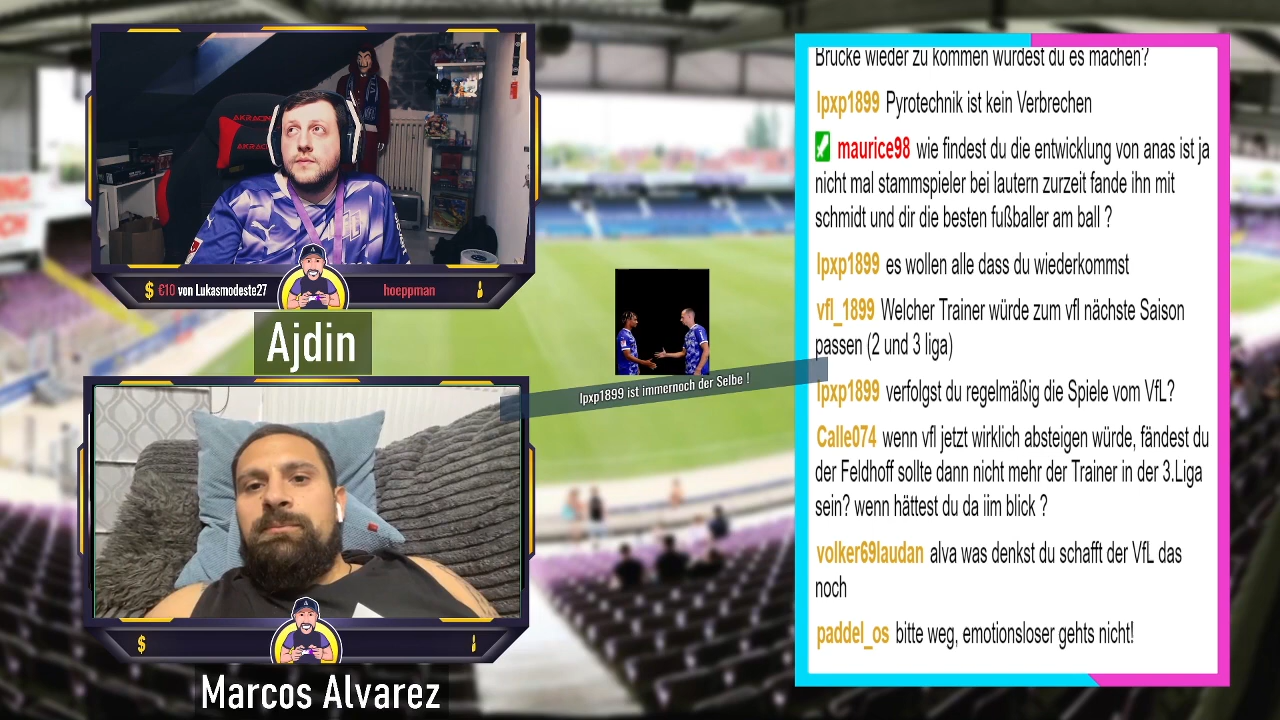 AKRACING
AKRACING
$ €10 von Lukasmodeste27
hoeppman
Ajdin
$
Marcos Alvarez
lpxp1899 ist immernoch der Selbe !
Brücke wieder zu kommen würdest du es machen?
lpxp1899 Pyrotechnik ist kein Verbrechen
maurice98 wie findest du die entwicklung von anas ist ja
nicht mal stammspieler bei lautern zurzeit fande ihn mit
schmidt und dir die besten fußballer am ball ?
lpxp1899 es wollen alle dass du wiederkommst
vfl_1899 Welcher Trainer würde zum vfl nächste Saison
passen (2 und 3 liga)
lpxp1899 verfolgst du regelmäßig die Spiele vom VfL?
Calle074 wenn vfl jetzt wirklich absteigen würde, fändest du
der Feldhoff sollte dann nicht mehr der Trainer in der 3.Liga
sein? wenn hättest du da iim blick ?
volker69laudan alva was denkst du schafft der VfL das
noch
paddel_os bitte weg, emotionsloser gehts nicht!